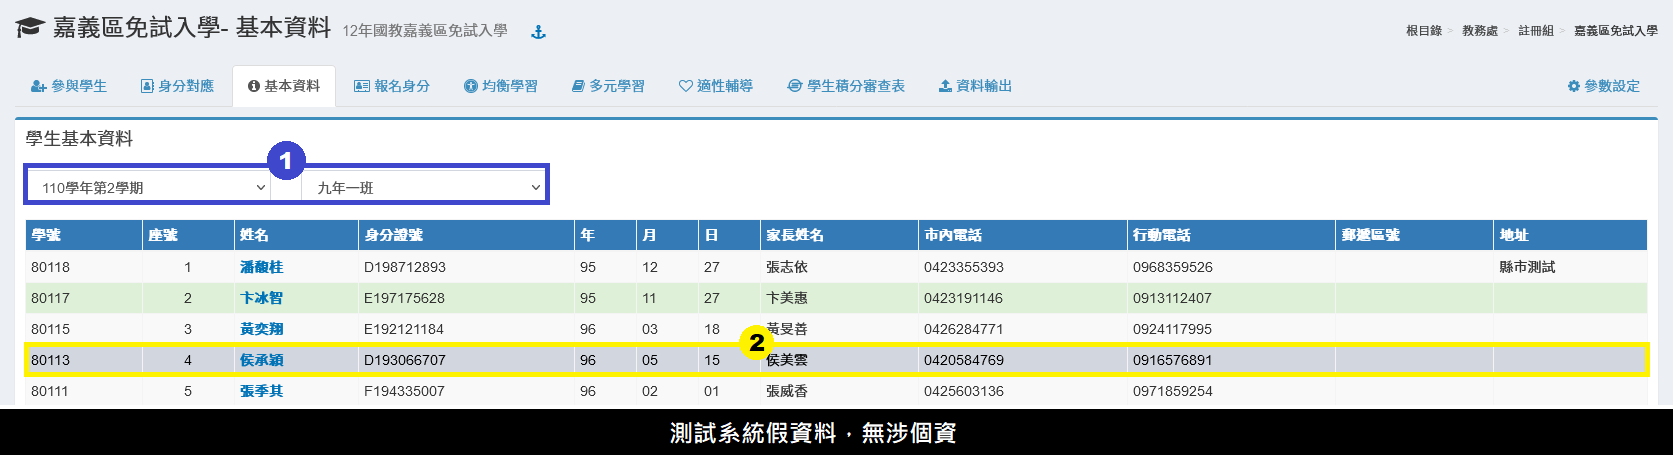 嘉義區免試入學- 基本資料 12年國教嘉義區免試入學
根目錄 > 教務處 > 註冊組 > 嘉義區免試入學
參與學生 身分對應 基本資料 報名身分 均衡學習 多元學習 適性輔導 學生積分審查表 資料輸出 參數設定
學生基本資料
1
110學年第2學期 九年一班
學號 座號 姓名 身分證號 年 月 日 家長姓名 市內電話 行動電話 郵遞區號 地址
80118 1 潘馥桂 D198712893 95 12 27 張志依 0423355393 0968359526 縣市測試
80117 2 卞冰智 E197175628 95 11 27 卞美惠 0423191146 0913112407
80115 3 黃奕翔 E192121184 96 03 18 黃旻善 0426284771 0924117995
2
80113 4 侯承穎 D193066707 96 05 15 侯美雲 0420584769 0916576891
80111 5 張季其 F194335007 96 02 01 張威香 0425603136 0971859254
測試系統假資料，無涉個資